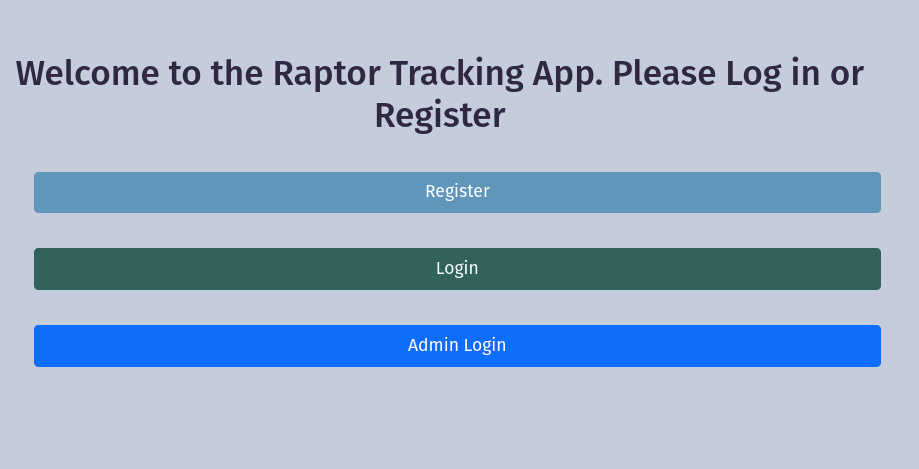 Welcome to the Raptor Tracking App. Please Log in or
Register
Register
Login
Admin Login